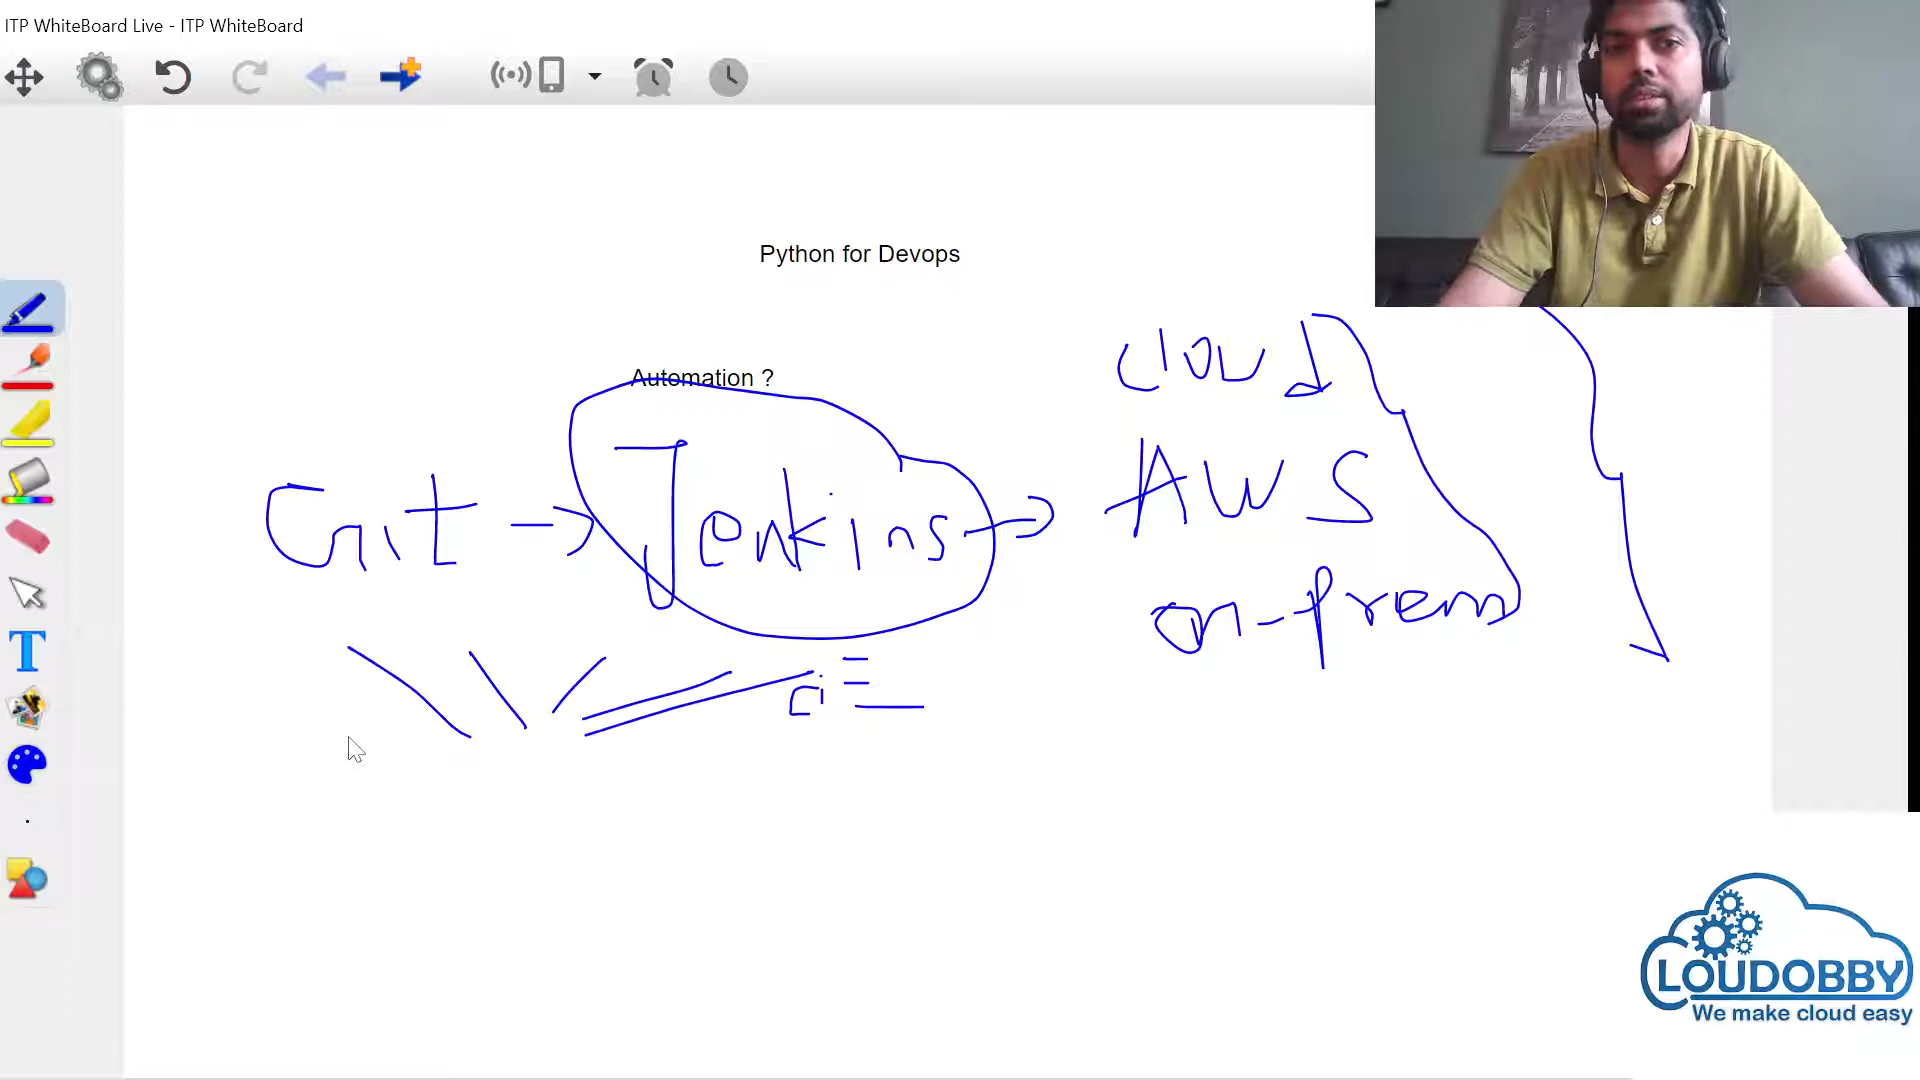 ITP WhiteBoard Live - ITP WhiteBoard
Python for Devops
Automation ?
cloud
Git → Jenkins → AWS
on-prem
ci
T
CLOUDOBBY
We make cloud easy